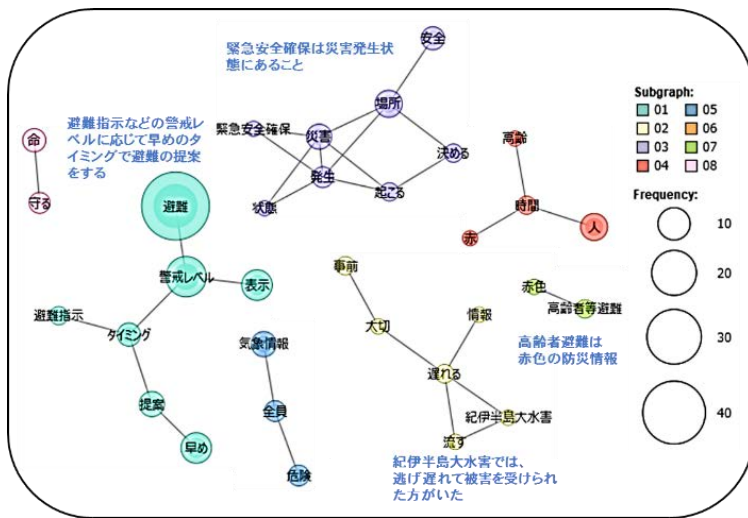 安全
緊急安全確保は災害発生状
態にあること
場所
緊急安全確保
災害
決める
発生
起こる
状態
命
守る
避難指示などの警戒レ
ベルに応じて早めのタ
イミングで避難の提案
をする
避難
警戒レベル
表示
避難指示
タイミング
提案
早め
気象情報
全員
危険
高齢
時間
人
赤
事前
大切
情報
遅れる
紀伊半島大水害
流す
赤色
高齢者等避難
高齢者避難は
赤色の防災情報
紀伊半島大水害では、
逃げ遅れて被害を受けられ
た方がいた
Subgraph:
01 05
02 06
03 07
04 08
Frequency:
10
20
30
40